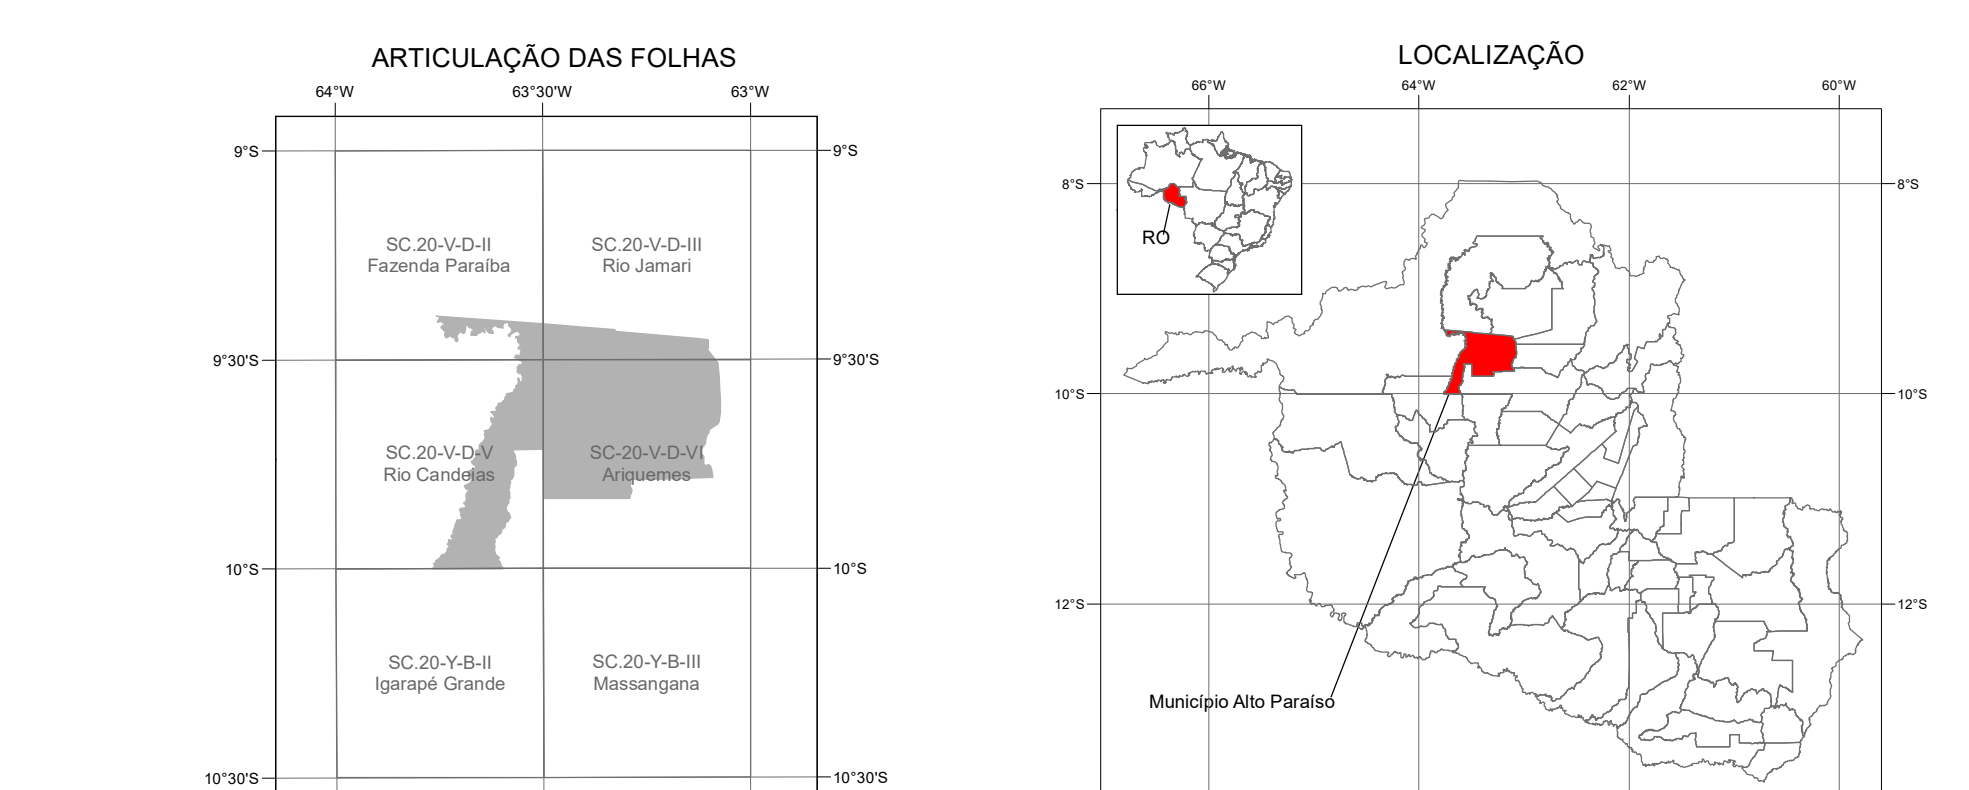 ARTICULAÇÃO DAS FOLHAS
64°W
63°30'W
63°W
9°S
9°S
SC.20-V-D-II
Fazenda Paraíba
SC.20-V-D-III
Rio Jamari
9°30'S
9°30'S
SC.20-V-D-V
Rio Candeias
SC-20-V-D-VI
Ariquemes
10°S
10°S
SC.20-Y-B-II
Igarapé Grande
SC.20-Y-B-III
Massangana
10°30'S
10°30'S
LOCALIZAÇÃO
66°W
64°W
62°W
60°W
8°S
8°S
RO
10°S
10°S
12°S
12°S
Município Alto Paraíso